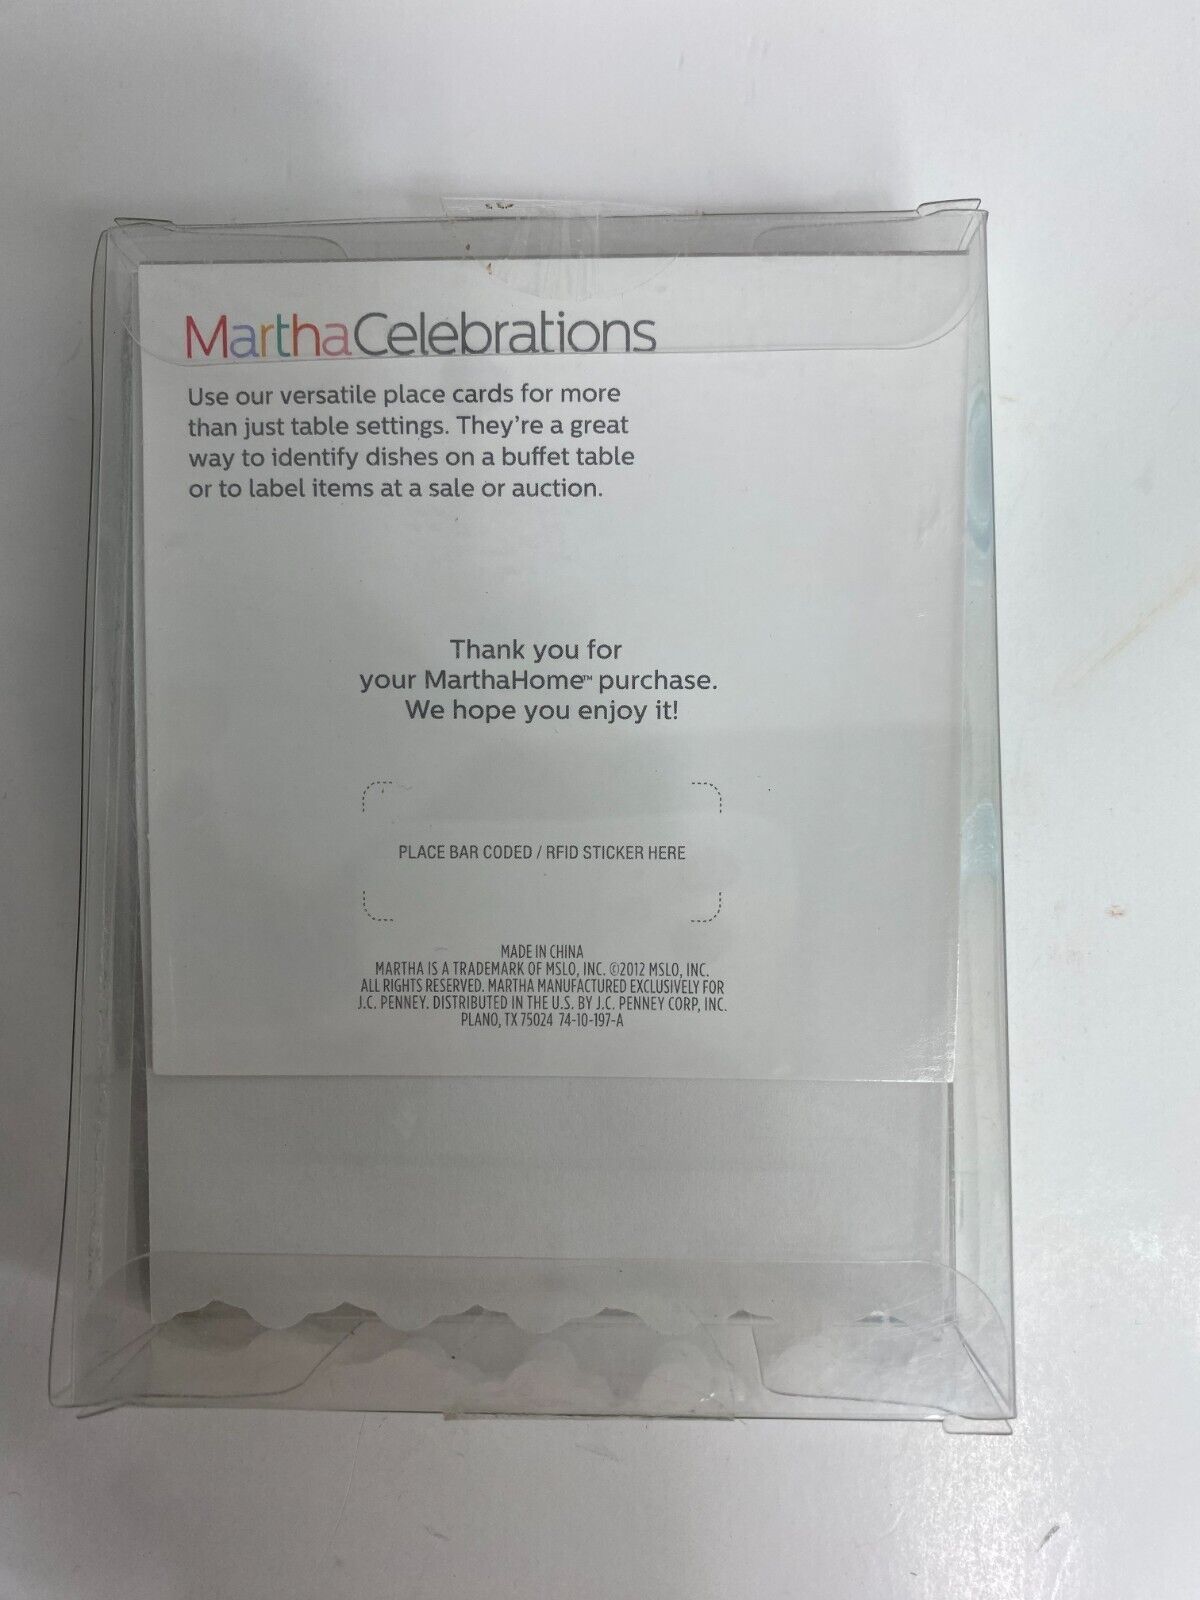 MarthaCelebrations
Use our versatile place cards for more
than just table settings. They're a great
way to identify dishes on a buffet table
or to label items at a sale or auction.
Thank you for
your MarthaHome™ purchase.
We hope you enjoy it!
PLACE BAR CODED / RFID STICKER HERE
MADE IN CHINA
MARTHA IS A TRADEMARK OF MSLO, INC. ©2012 MSLO, INC.
ALL RIGHTS RESERVED. MARTHA MANUFACTURED EXCLUSIVELY FOR
J.C. PENNEY. DISTRIBUTED IN THE U.S. BY J.C. PENNEY CORP, INC.
PLANO, TX 75024 74-10-197-A